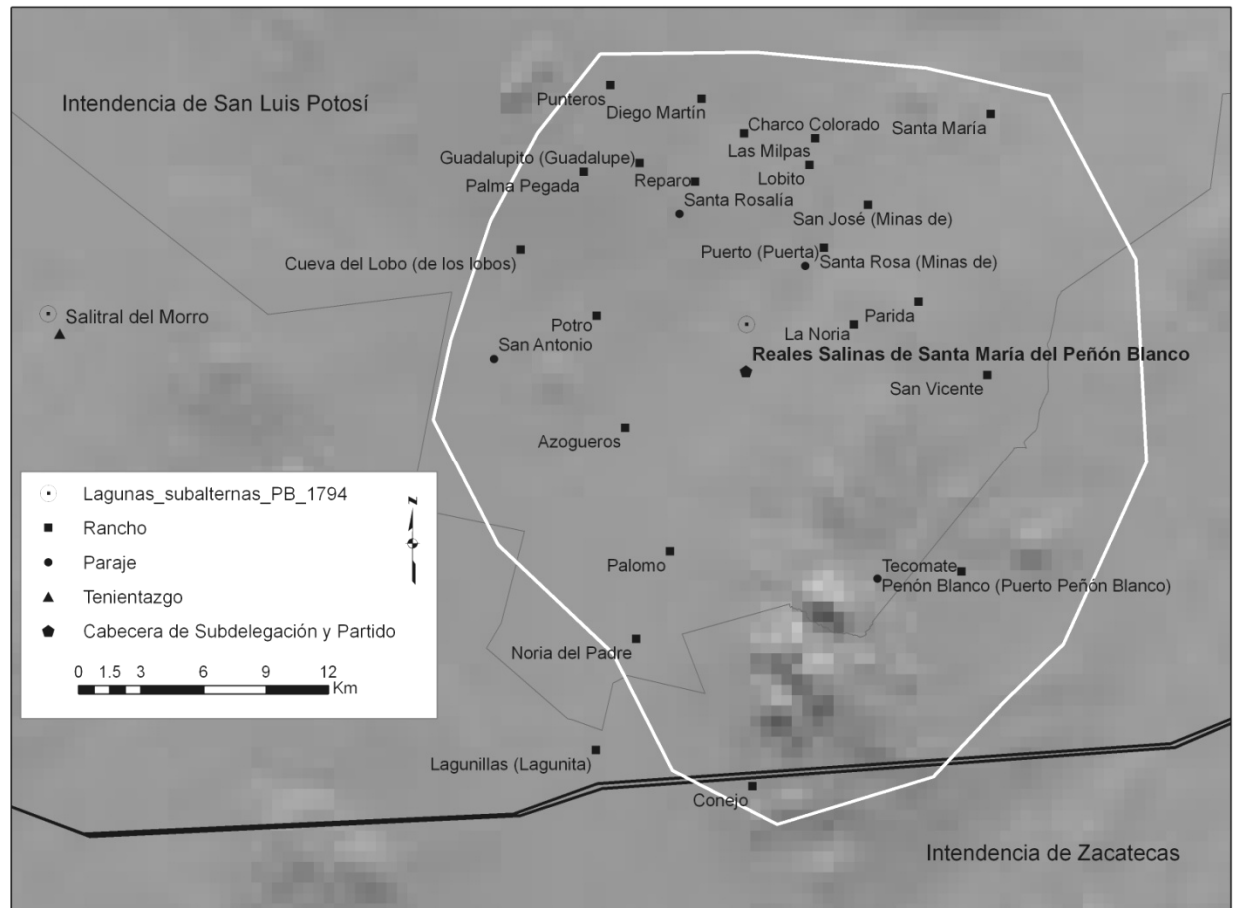 Intendencia de San Luis Potosí
Punteros
Diego Martín
Charco Colorado
Santa María
Las Milpas
Guadalupito (Guadalupe)
Palma Pegada
Reparo
Lobito
Santa Rosalía
San José (Minas de)
Puerto (Puerta)
Santa Rosa (Minas de)
Cueva del Lobo (de los lobos)
Salitral del Morro
Potro
Parida
La Noria
San Antonio
Reales Salinas de Santa María del Peñón Blanco
San Vicente
Azogueros
Lagunas_subalternas_PB_1794
Rancho
Paraje
Tenientazgo
Cabecera de Subdelegación y Partido
0 1.5 3 6 9 12
Km
N
Palomo
Tecomate
Penón Blanco (Puerto Peñón Blanco)
Noria del Padre
Lagunillas (Lagunita)
Conejo
Intendencia de Zacatecas